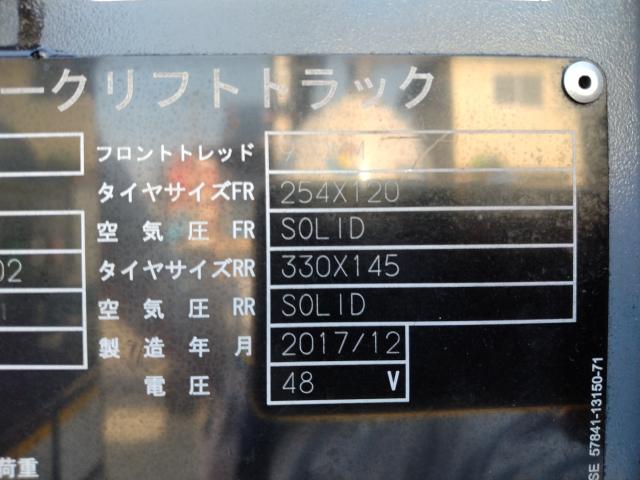 ークリフトトラック
フロントトレッド
タイヤサイズFR 254X120
空気圧 FR SOLID
02 タイヤサイズRR 330X145
空気圧 RR SOLID
製造年月 2017/12
電圧 48 V
荷重
SE 57841-13150-71